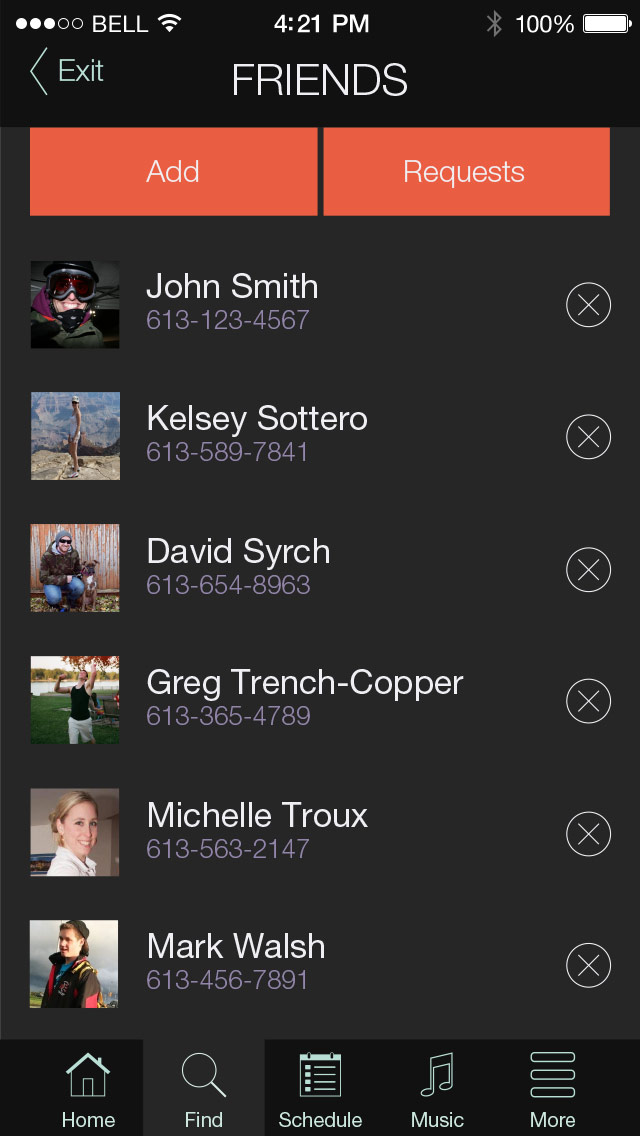 BELL 4:21 PM 100%
Exit
FRIENDS
Add Requests
John Smith
613-123-4567
Kelsey Sottero
613-589-7841
David Syrch
613-654-8963
Greg Trench-Copper
613-365-4789
Michelle Troux
613-563-2147
Mark Walsh
613-456-7891
Home Find Schedule Music More